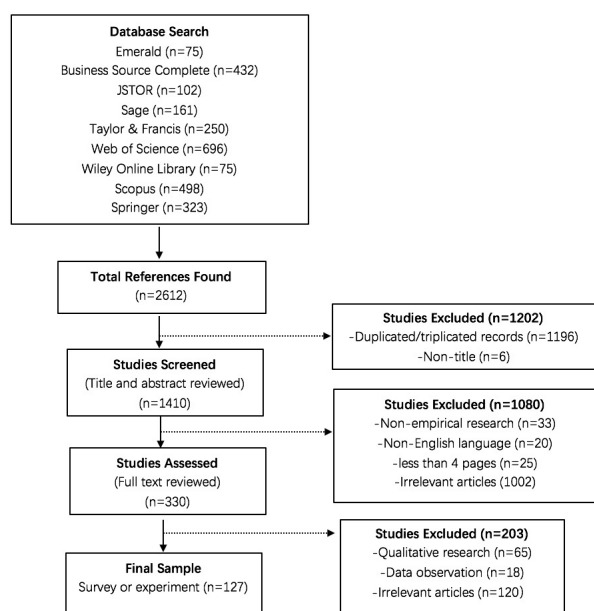 Database Search
Emerald (n=75)
Business Source Complete (n=432)
JSTOR (n=102)
Sage (n=161)
Taylor & Francis (n=250)
Web of Science (n=696)
Wiley Online Library (n=75)
Scopus (n=498)
Springer (n=323)
Total References Found
(n=2612)
Studies Excluded (n=1202)
-Duplicated/triplicated records (n=1196)
-Non-title (n=6)
Studies Screened
(Title and abstract reviewed)
(n=1410)
Studies Excluded (n=1080)
-Non-empirical research (n=33)
-Non-English language (n=20)
-less than 4 pages (n=25)
-Irrelevant articles (1002)
Studies Assessed
(Full text reviewed)
(n=330)
Studies Excluded (n=203)
-Qualitative research (n=65)
-Data observation (n=18)
-Irrelevant articles (n=120)
Final Sample
Survey or experiment (n=127)